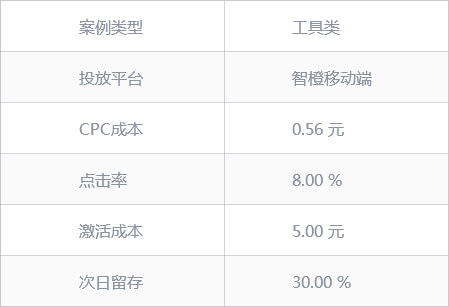 案例类型 工具类
投放平台 智橙移动端
CPC成本 0.56 元
点击率 8.00 %
激活成本 5.00 元
次日留存 30.00 %